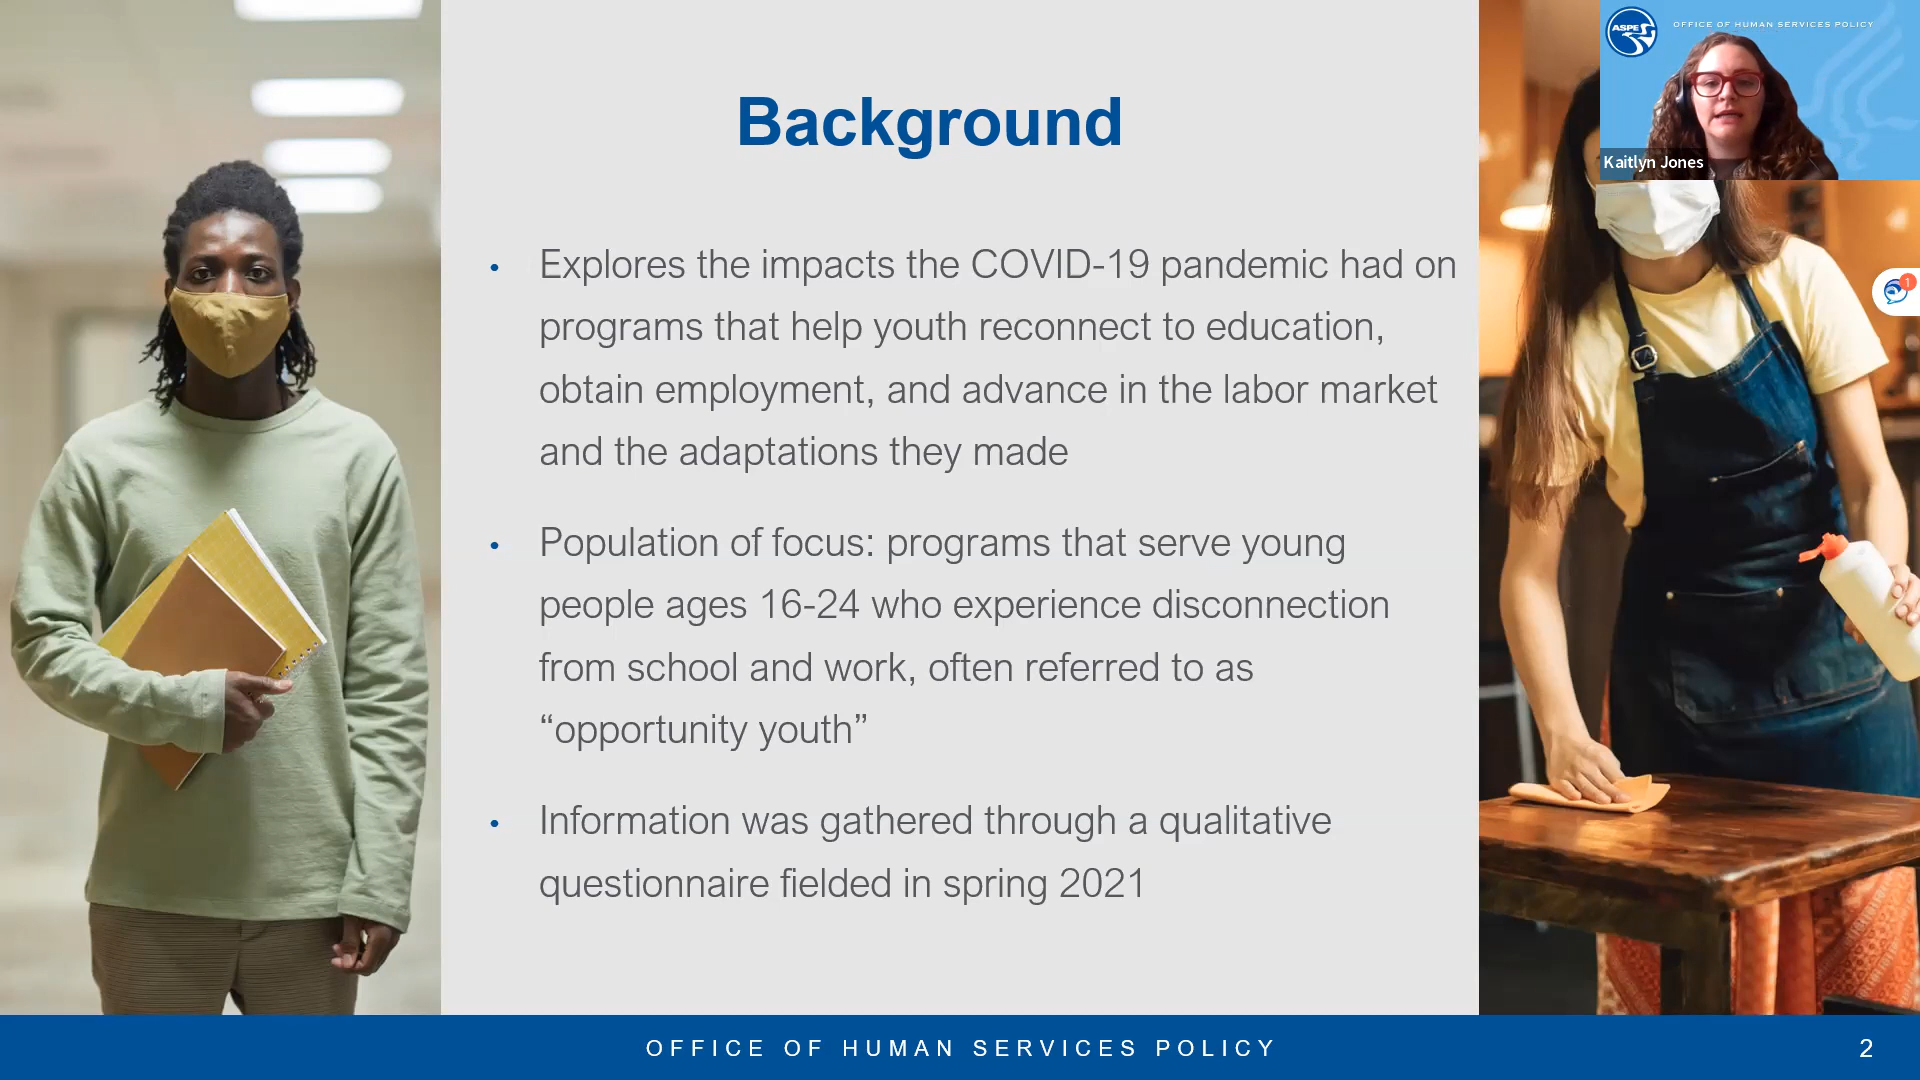 ASPE
OFFICE OF HUMAN SERVICES POLICY
Kaitlyn Jones
1
Background
• Explores the impacts the COVID-19 pandemic had on
programs that help youth reconnect to education,
obtain employment, and advance in the labor market
and the adaptations they made
• Population of focus: programs that serve young
people ages 16-24 who experience disconnection
from school and work, often referred to as
“opportunity youth”
• Information was gathered through a qualitative
questionnaire fielded in spring 2021
OFFICE OF HUMAN SERVICES POLICY
2